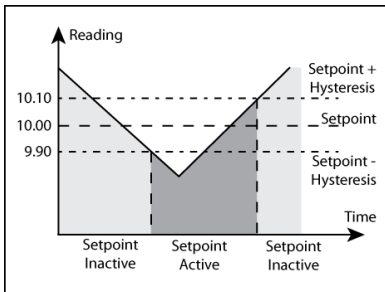 Reading
Setpoint +
Hysteresis
10.10
10.00
Setpoint
9.90
Setpoint -
Hysteresis
Time
Setpoint
Inactive
Setpoint
Active
Setpoint
Inactive